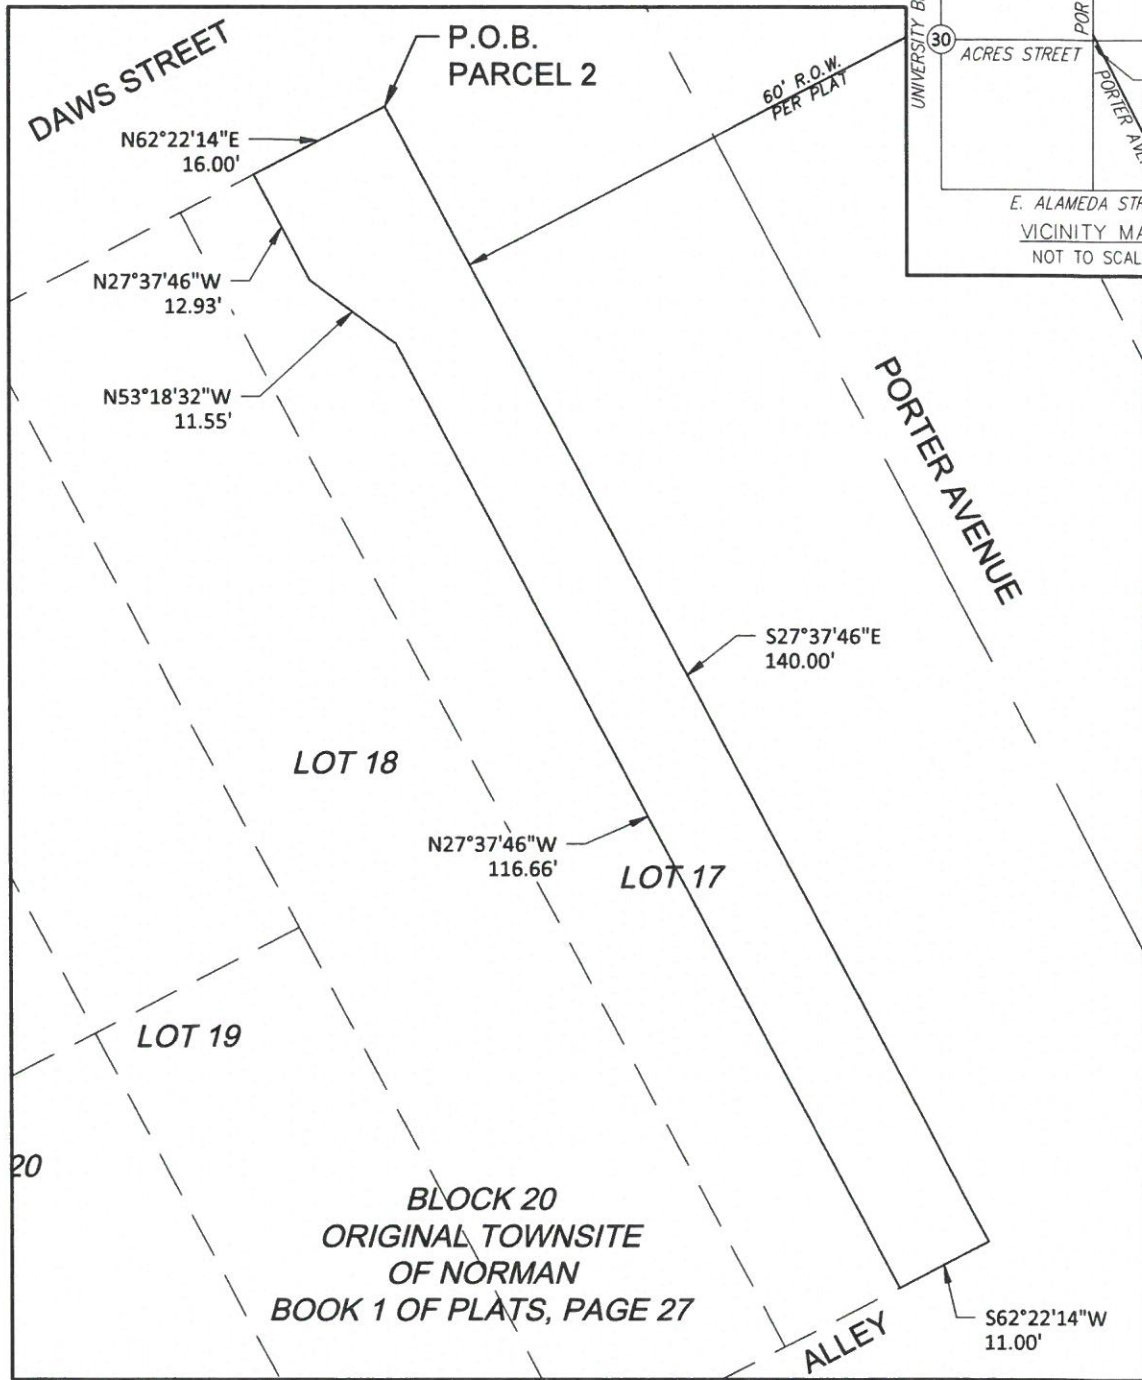 DAWS STREET
P.O.B.
PARCEL 2
N62°22'14"E
16.00'
60' R.O.W.
PER PLAT
30
ACRES STREET
PORTER
E. ALAMEDA
VICINITY
NOT TO
N27°37'46"W
12.93'
N53°18'32"W
11.55'
PORTER AVENUE
S27°37'46"E
140.00'
LOT 18
N27°37'46"W
116.66'
LOT 17
LOT 19
20
BLOCK 20
ORIGINAL TOWNSITE
OF NORMAN
BOOK 1 OF PLATS, PAGE 27
ALLEY
S62°22'14"W
11.00'